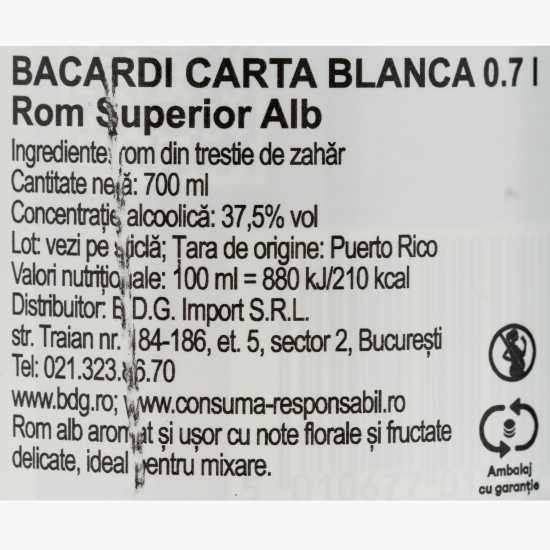 BACARDI CARTA BLANCA 0.7 l
Rom Superior Alb
Ingrediente: rom din trestie de zahăr
Cantitate netă: 700 ml
Concentrație alcoolică: 37,5% vol
Lot: vezi pe sticlă; Țara de origine: Puerto Rico
Valori nutriționale: 100 ml = 880 kJ/210 kcal
Distribuitor: B.D.G. Import S.R.L.
str. Traian nr. 184-186, et. 5, sector 2, București
Tel:
www.bdg.ro; www.consuma-responsabil.ro
Rom alb aromat și ușor cu note florale și fructate
delicate, ideal pentru mixare.
Ambalaj
cu garanție